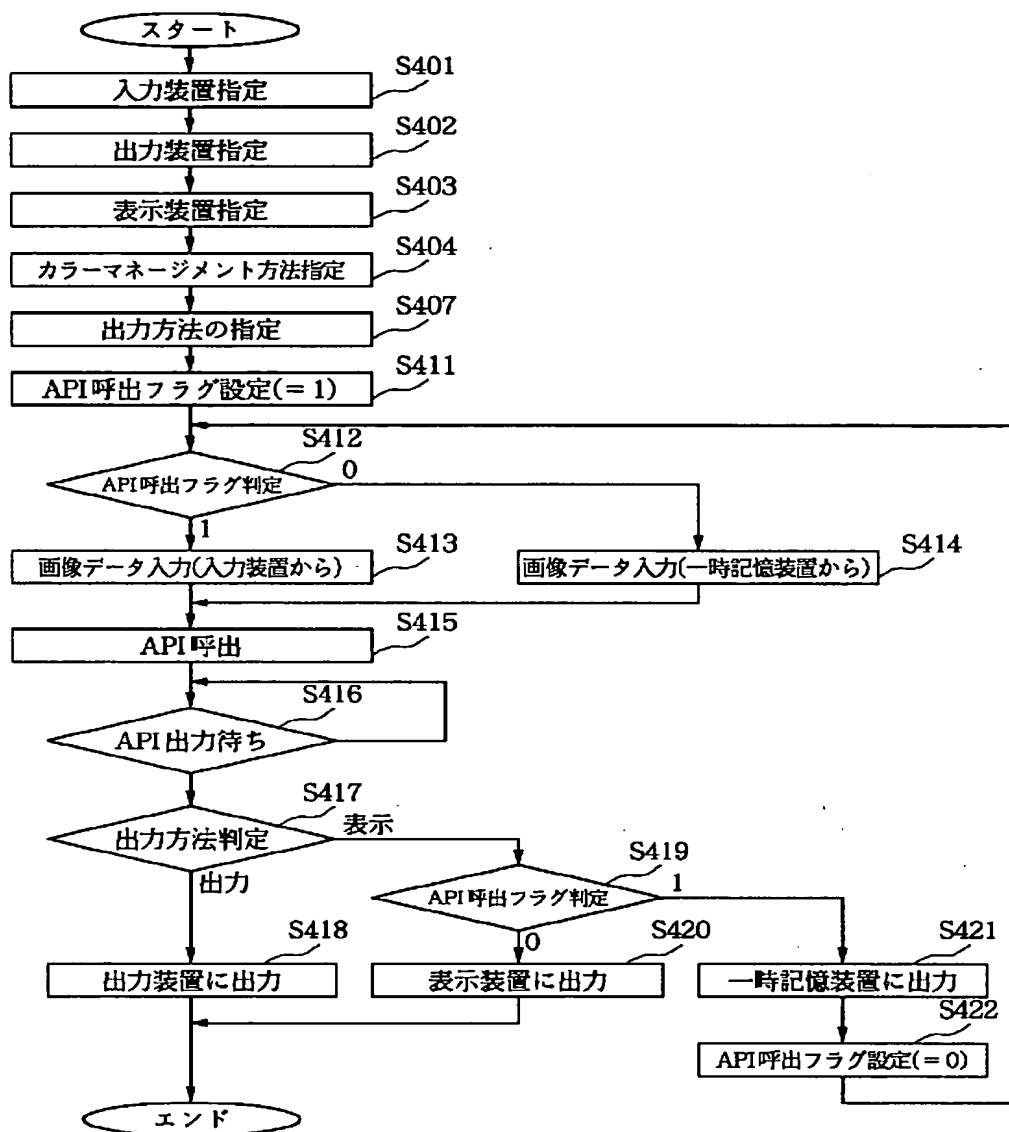 スタート
S401
入力装置指定
S402
出力装置指定
S403
表示装置指定
S404
カラーマネージメント方法指定
S407
出力方法の指定
S411
API呼出フラグ設定(=1)
S412
API呼出フラグ判定
0
1
S413
画像データ入力(入力装置から)
S414
画像データ入力(一時記憶装置から)
S415
API呼出
S416
API出力待ち
S417
出力方法判定
表示
出力
S419
API呼出フラグ判定
1
0
S418
出力装置に出力
S420
表示装置に出力
S421
一時記憶装置に出力
S422
API呼出フラグ設定(=0)
エンド